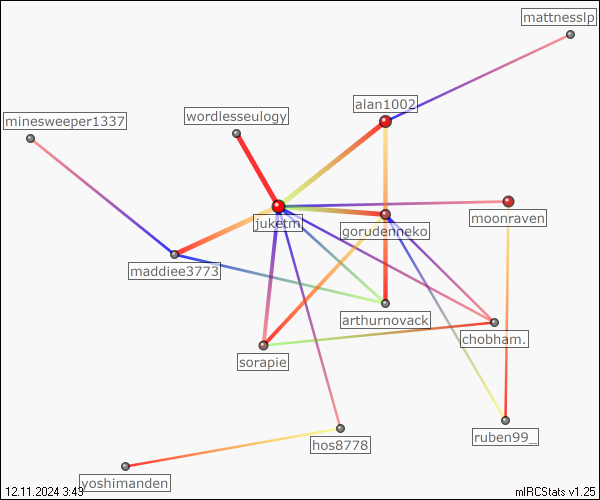 mattnesslp
alan1002
wordlesseulogy
minesweeper1337
juketm
gorudenneko
moonraven
maddiee3773
arthurnovack
chobham.
sorapie
ruben99_
hos8778
yoshimanden
12.11.2024 3:43
mIRCStats v1.25